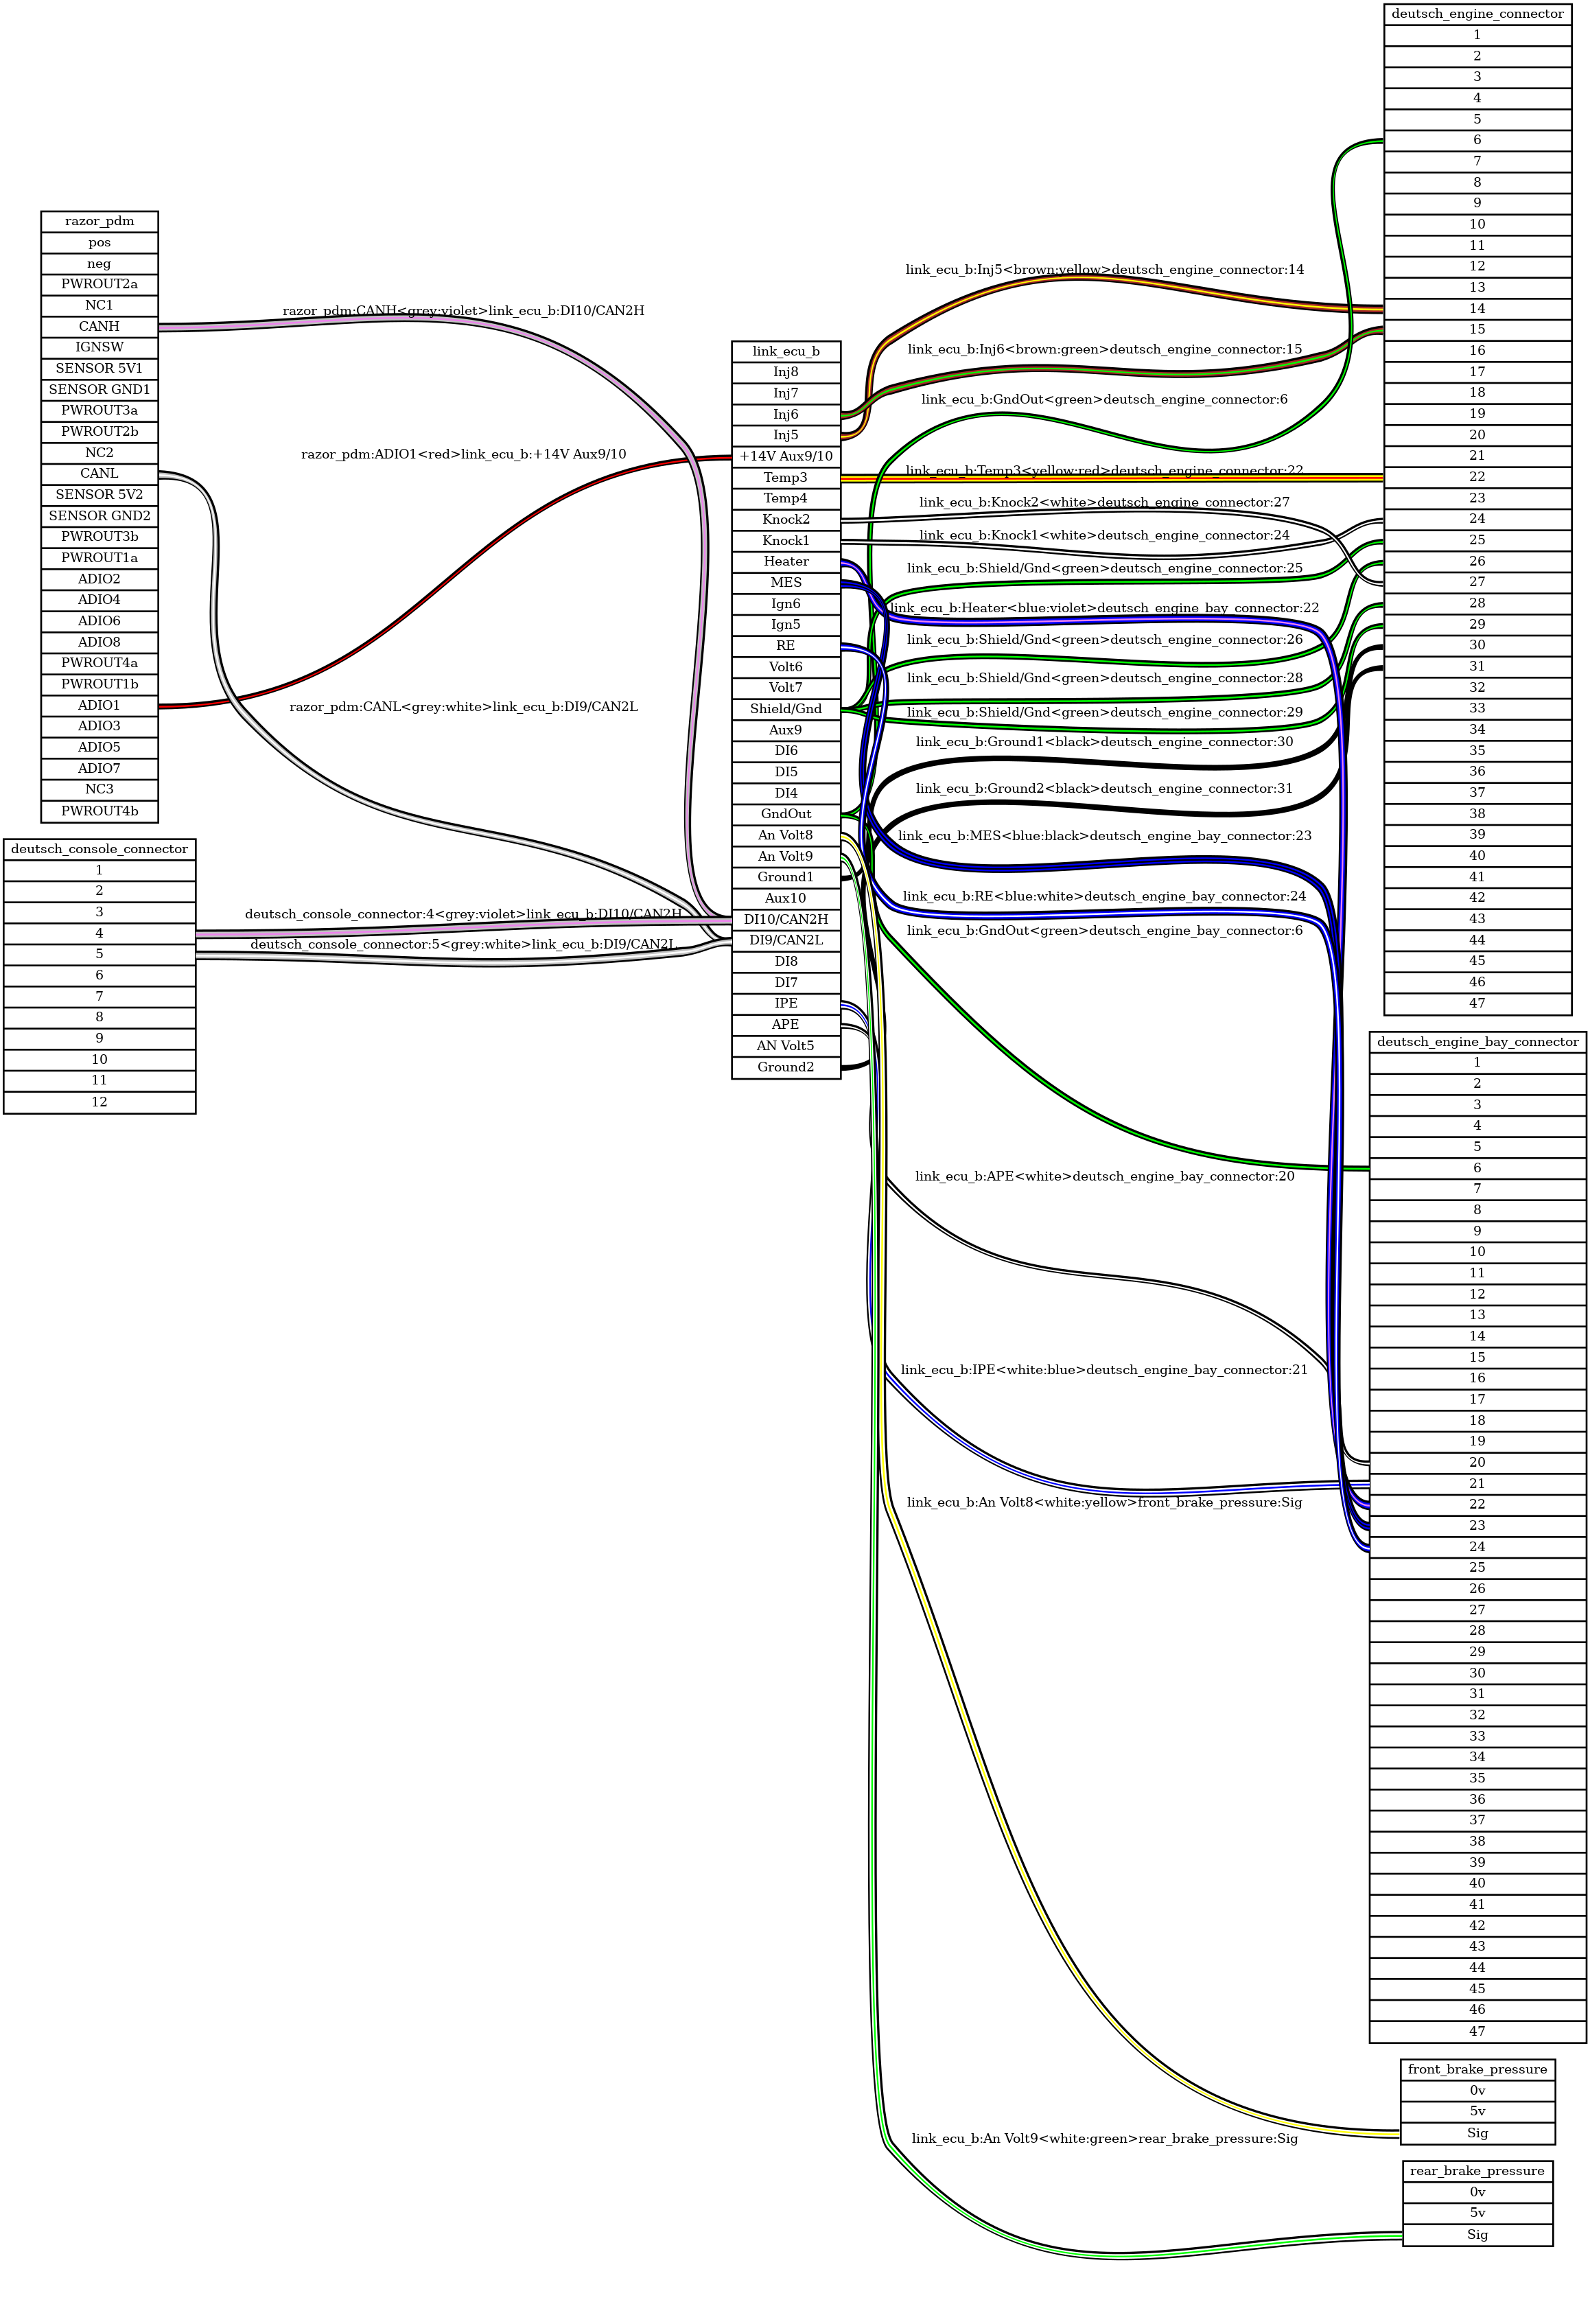 razor_pdm
pos
neg
PWROUT2a
NC1
CANH
IGNSW
SENSOR 5V1
SENSOR GND1
PWROUT3a
PWROUT2b
NC2
CANL
SENSOR 5V2
SENSOR GND2
PWROUT3b
PWROUT1a
ADIO2
ADIO4
ADIO6
ADIO8
PWROUT4a
PWROUT1b
ADIO1
ADIO3
ADIO5
ADIO7
NC3
PWROUT4b
deutsch_console_connector
1
2
3
4
5
6
7
8
9
10
11
12
razor_pdm:CANH<grey:violet>link_ecu_b:DI10/CAN2H
razor_pdm:ADIO1<red>link_ecu_b:+14V Aux9/10
razor_pdm:CANL<grey:white>link_ecu_b:DI9/CAN2L
deutsch_console_connector:4<grey:violet>link_ecu_b:DI10/CAN2H
deutsch_console_connector:5<grey:white>link_ecu_b:DI9/CAN2L
link_ecu_b
Inj8
Inj7
Inj6
Inj5
+14V Aux9/10
Temp3
Temp4
Knock2
Knock1
Heater
MES
Ign6
Ign5
RE
Volt6
Volt7
Shield/Gnd
Aux9
DI6
DI5
DI4
GndOut
An Volt8
An Volt9
Ground1
Aux10
DI10/CAN2H
DI9/CAN2L
DI8
DI7
IPE
APE
AN Volt5
Ground2
link_ecu_b:Inj5<brown:yellow>deutsch_engine_connector:14
link_ecu_b:Inj6<brown:green>deutsch_engine_connector:15
link_ecu_b:GndOut<green>deutsch_engine_connector:6
link_ecu_b:Temp3<yellow:red>deutsch_engine_connector:22
link_ecu_b:Knock2<white>deutsch_engine_connector:27
link_ecu_b:Knock1<white>deutsch_engine_connector:24
link_ecu_b:Shield/Gnd<green>deutsch_engine_connector:25
link_ecu_b:Heater<blue:violet>deutsch_engine_bay_connector:22
link_ecu_b:Shield/Gnd<green>deutsch_engine_connector:26
link_ecu_b:Shield/Gnd<green>deutsch_engine_connector:28
link_ecu_b:Shield/Gnd<green>deutsch_engine_connector:29
link_ecu_b:Ground1<black>deutsch_engine_connector:30
link_ecu_b:Ground2<black>deutsch_engine_connector:31
link_ecu_b:MES<blue:black>deutsch_engine_bay_connector:23
link_ecu_b:RE<blue:white>deutsch_engine_bay_connector:24
link_ecu_b:GndOut<green>deutsch_engine_bay_connector:6
link_ecu_b:APE<white>deutsch_engine_bay_connector:20
link_ecu_b:IPE<white:blue>deutsch_engine_bay_connector:21
link_ecu_b:An Volt8<white:yellow>front_brake_pressure:Sig
link_ecu_b:An Volt9<white:green>rear_brake_pressure:Sig
deutsch_engine_connector
1
2
3
4
5
6
7
8
9
10
11
12
13
14
15
16
17
18
19
20
21
22
23
24
25
26
27
28
29
30
31
32
33
34
35
36
37
38
39
40
41
42
43
44
45
46
47
deutsch_engine_bay_connector
1
2
3
4
5
6
7
8
9
10
11
12
13
14
15
16
17
18
19
20
21
22
23
24
25
26
27
28
29
30
31
32
33
34
35
36
37
38
39
40
41
42
43
44
45
46
47
front_brake_pressure
0v
5v
Sig
rear_brake_pressure
0v
5v
Sig